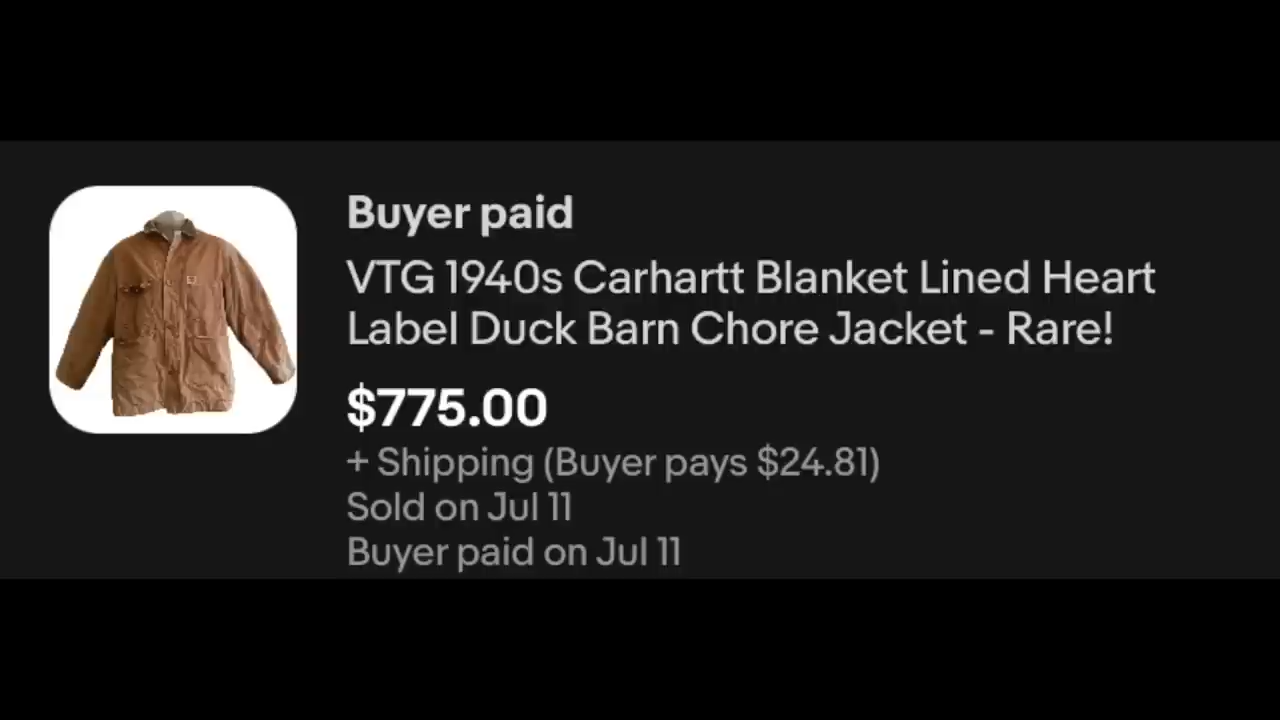 Buyer paid
VTG 1940s Carhartt Blanket Lined Heart
Label Duck Barn Chore Jacket - Rare!
$775.00
+ Shipping (Buyer pays $24.81)
Sold on Jul 11
Buyer paid on Jul 11